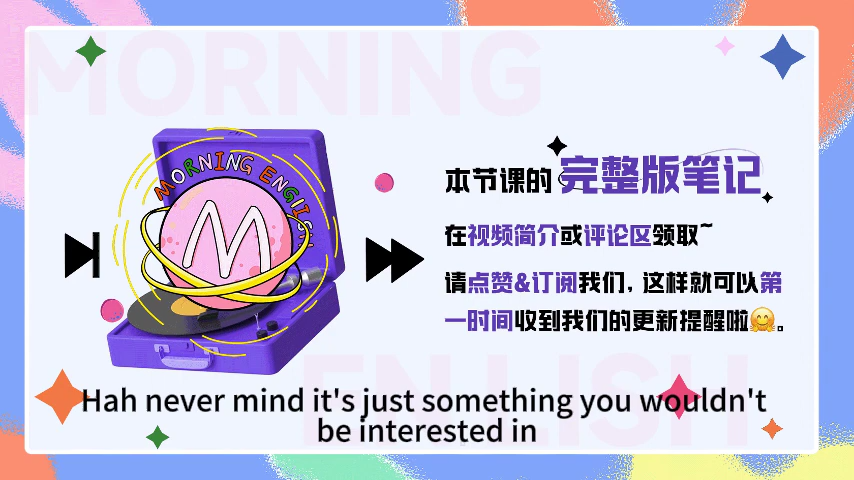 MORNING
MORNING ENGLISH
M
本节课的 完整版笔记
在视频简介或评论区领取~
请点赞&订阅我们，这样就可以第
一时间收到我们的更新提醒啦🤗。
Hah never mind it's just something you wouldn't
be interested in